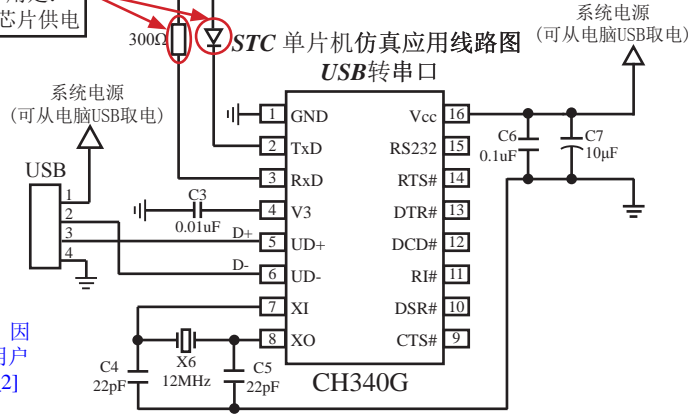 芯片供电
300Ω
STC 单片机仿真应用线路图
USB转串口
系统电源
(可从电脑USB取电)
系统电源
(可从电脑USB取电)
USB
1
2
3
4
C3
0.01uF
D+
D-
1 GND
2 TxD
3 RxD
4 V3
5 UD+
6 UD-
7 XI
8 XO
Vcc 16
RS232 15
RTS# 14
DTR# 13
DCD# 12
RI# 11
DSR# 10
CTS# 9
C6
0.1uF
C7
10μF
因
用户
2]
C4
22pF
X6
12MHz
C5
22pF
CH340G